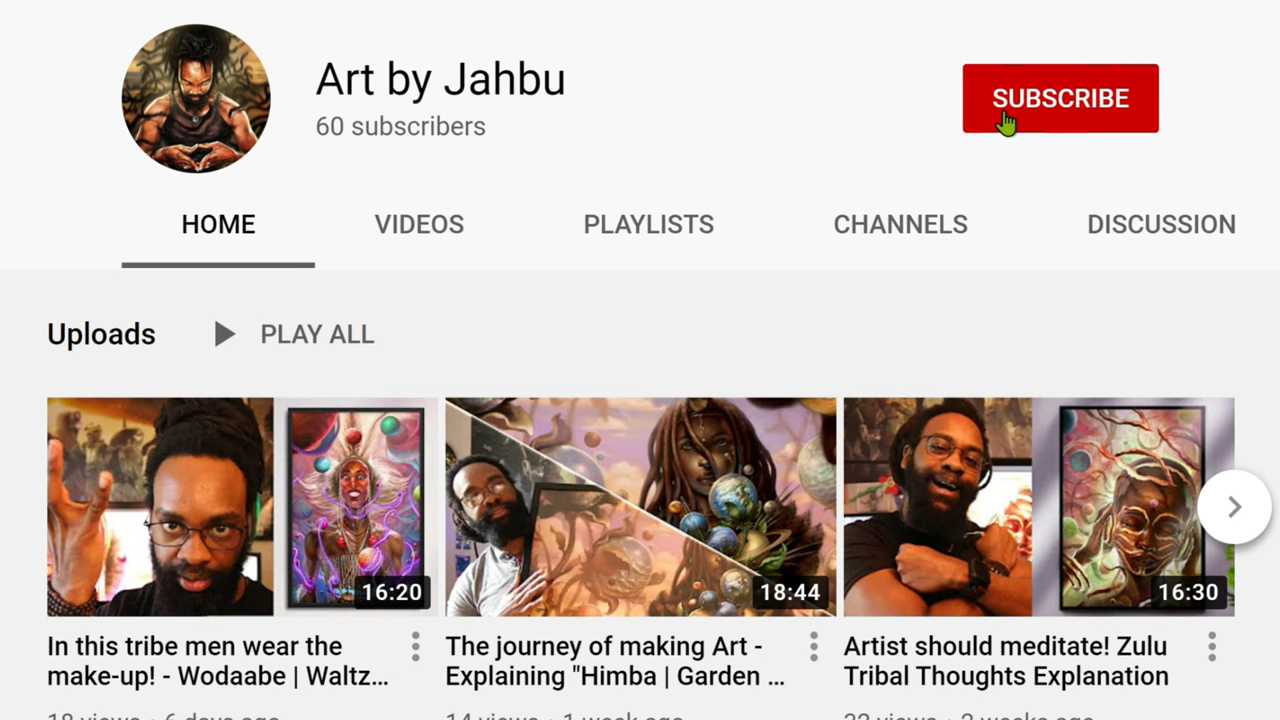 Art by Jahbu
60 subscribers
SUBSCRIBE
HOME
VIDEOS
PLAYLISTS
CHANNELS
DISCUSSION
Uploads
PLAY ALL
16:20
18:44
16:30
In this tribe men wear the
make-up! - Wodaabe | Waltz...
The journey of making Art -
Explaining "Himba | Garden ...
Artist should meditate! Zulu
Tribal Thoughts Explanation